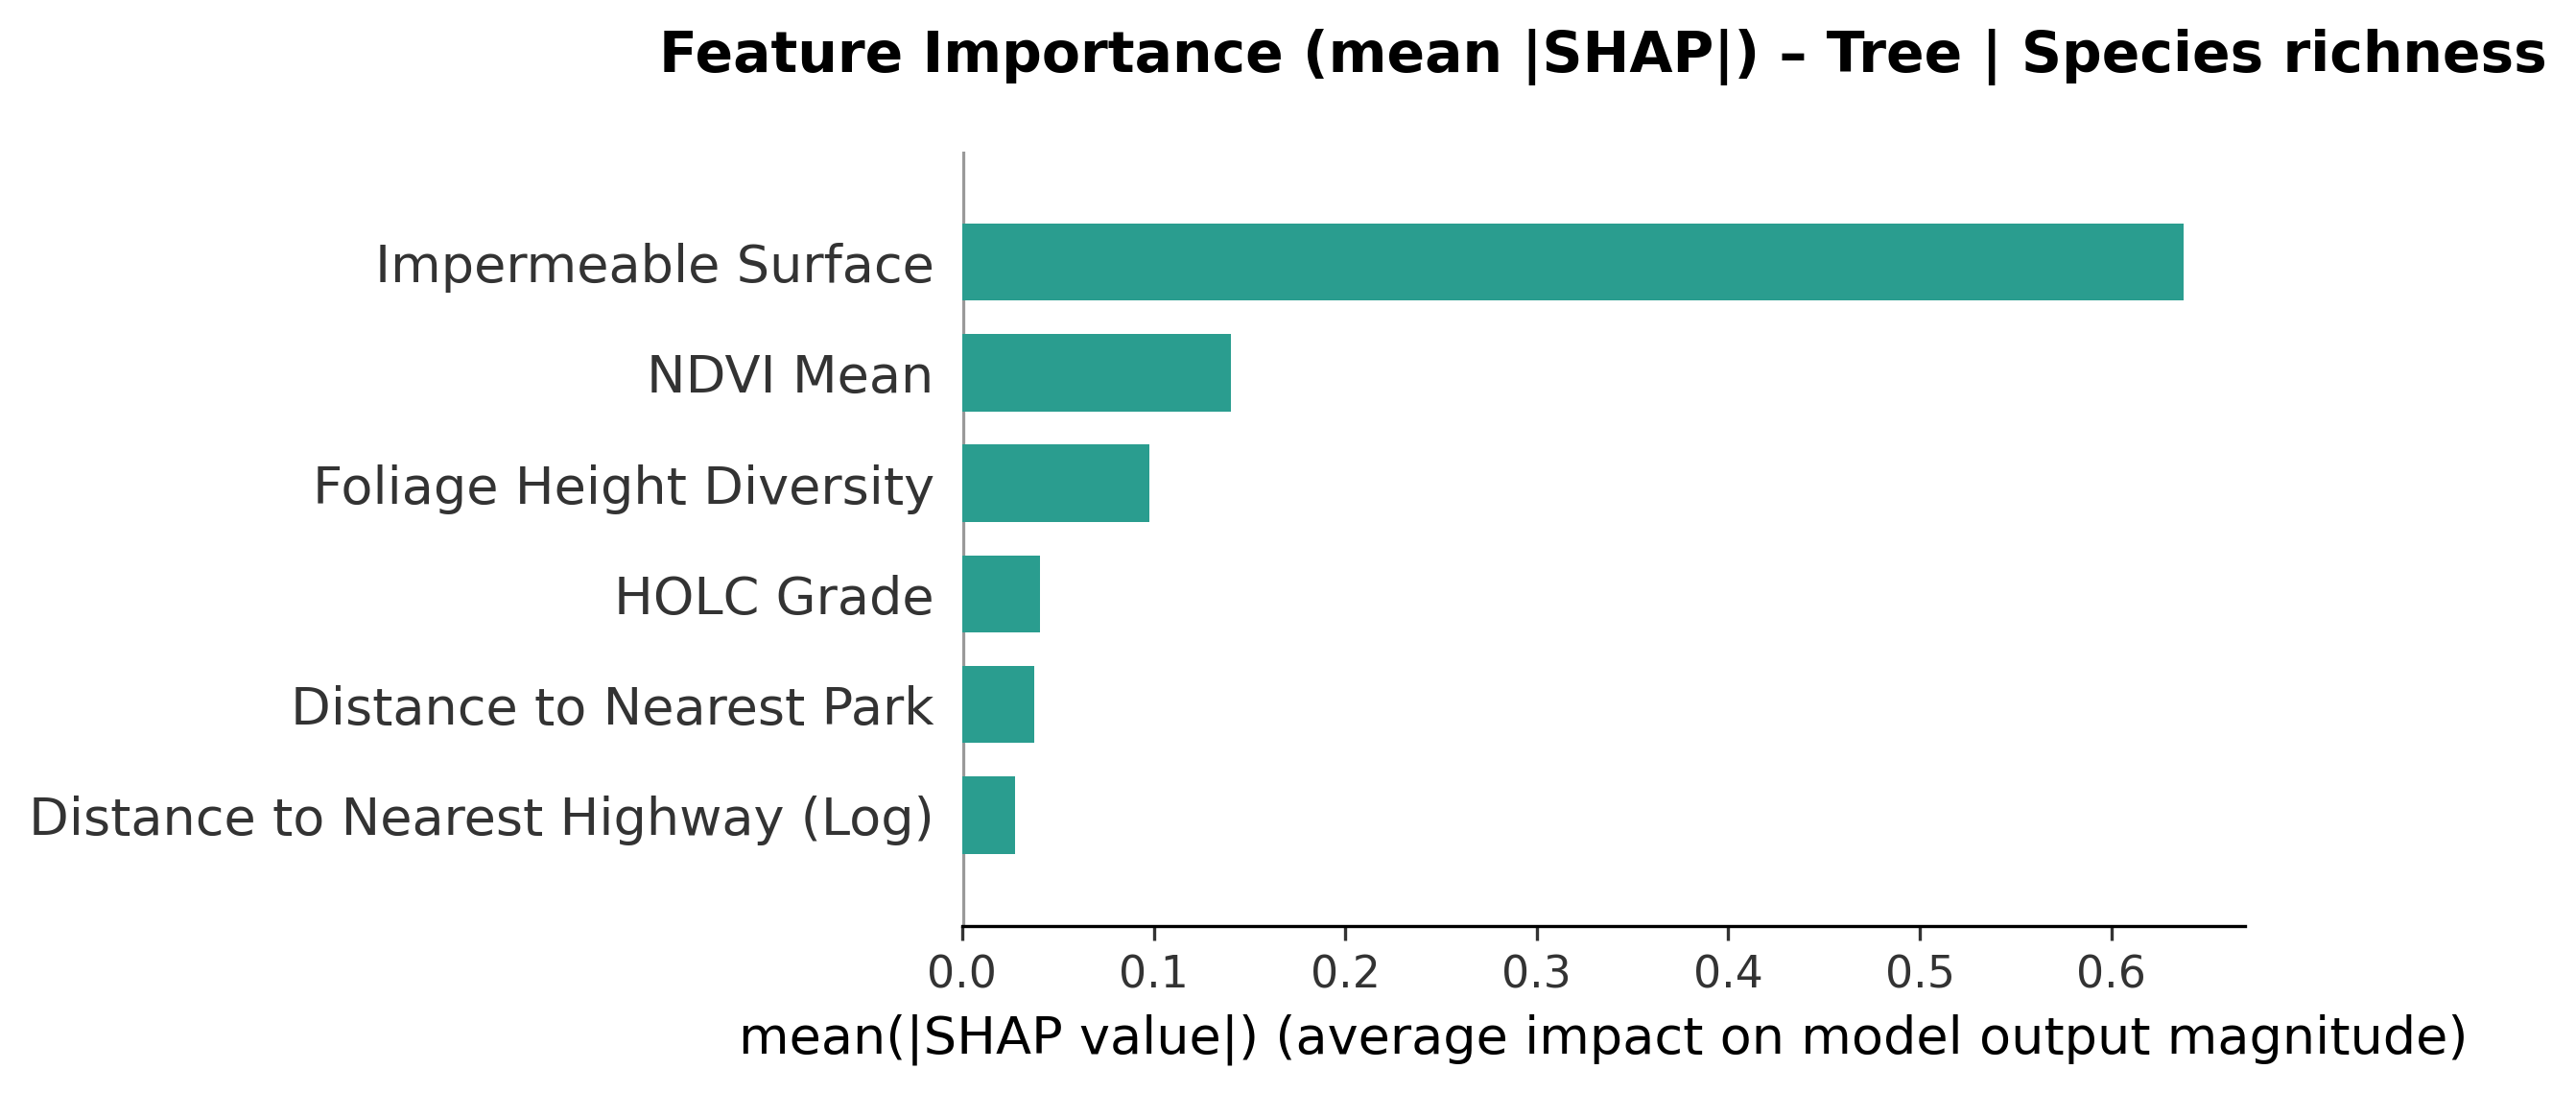 Feature Importance (mean |SHAP|) – Tree | Species richness
Impermeable Surface
NDVI Mean
Foliage Height Diversity
HOLC Grade
Distance to Nearest Park
Distance to Nearest Highway (Log)
0.0 0.1 0.2 0.3 0.4 0.5 0.6
mean(|SHAP value|) (average impact on model output magnitude)